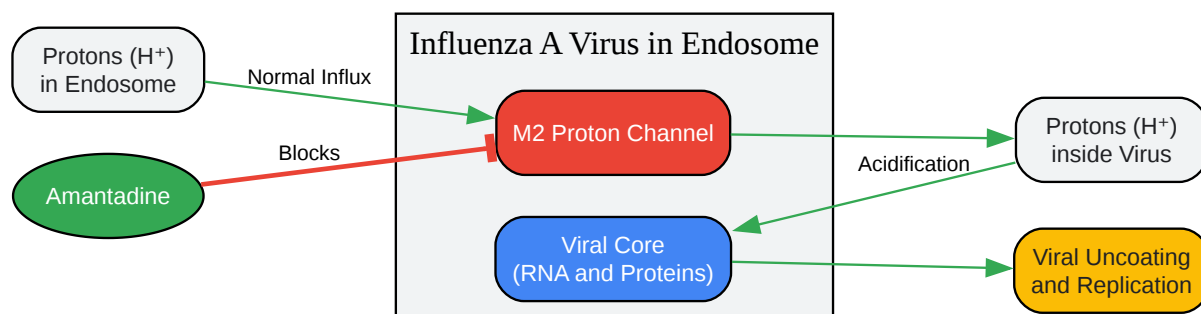 Protons (H⁺)
in Endosome
Normal Influx
Blocks
Amantadine
Influenza A Virus in Endosome
M2 Proton Channel
Viral Core
(RNA and Proteins)
Protons (H⁺)
inside Virus
Acidification
Viral Uncoating
and Replication